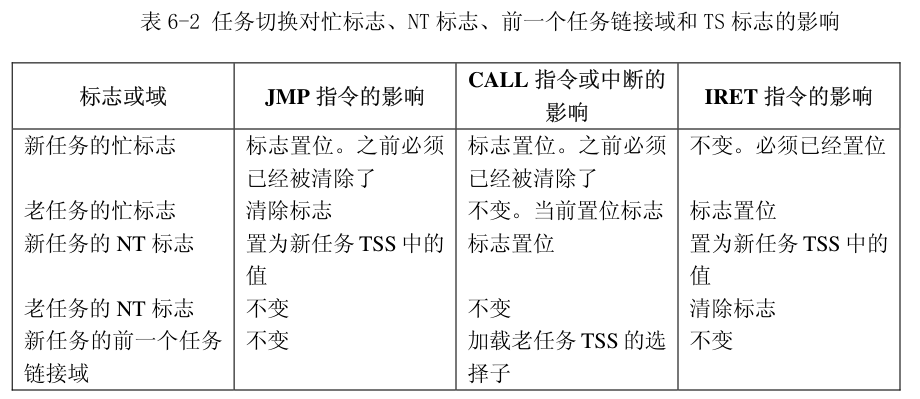 表 6-2 任务切换对忙标志、NT 标志、前一个任务链接域和 TS 标志的影响
标志或域 JMP 指令的影响 CALL 指令或中断的影响 IRET 指令的影响
新任务的忙标志 标志置位。之前必须已经被清除了 标志置位。之前必须已经被清除了 不变。必须已经置位
老任务的忙标志 清除标志 不变。当前置位标志 标志置位
新任务的 NT 标志 置为新任务 TSS 中的值 标志置位 置为新任务 TSS 中的值
老任务的 NT 标志 不变 不变 清除标志
新任务的前一个任务链接域 不变 加载老任务 TSS 的选择子 不变